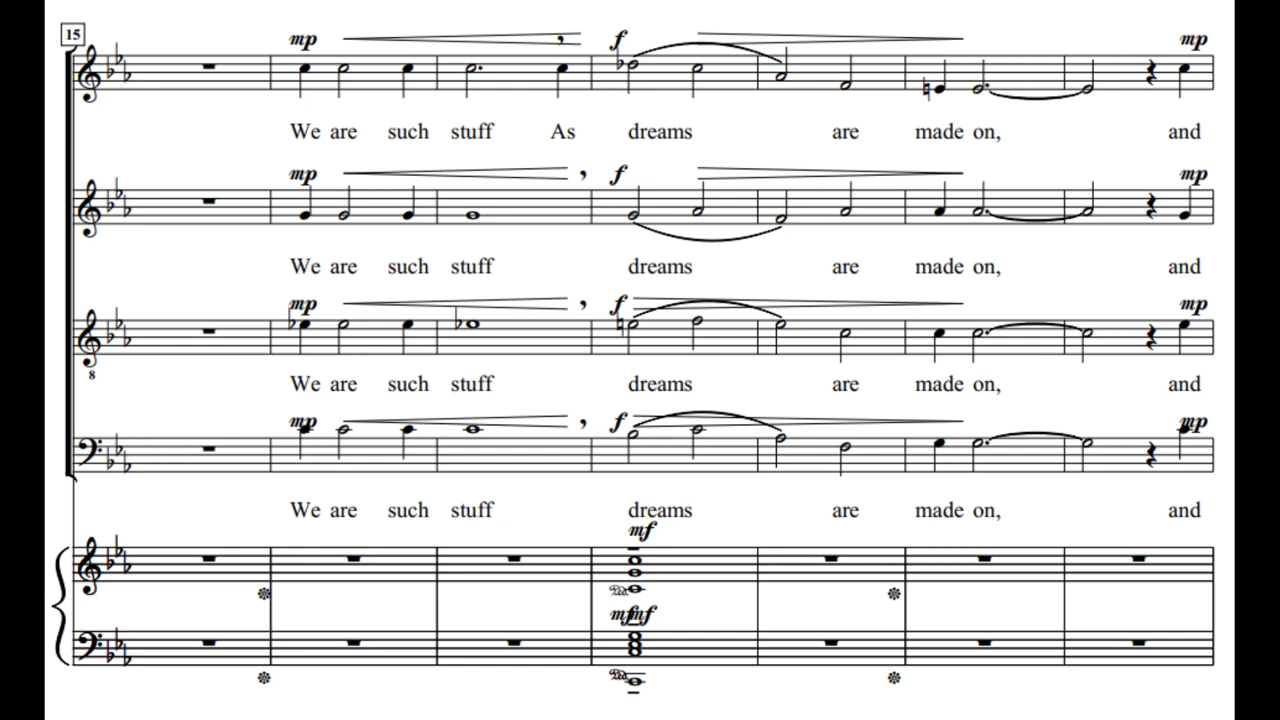 15
mp f mp
We are such stuff As dreams are made on, and
mp f mp
We are such stuff dreams are made on, and
mp f mp
8
We are such stuff dreams are made on, and
mp f mp
We are such stuff dreams are made on, and
mf
mf mf